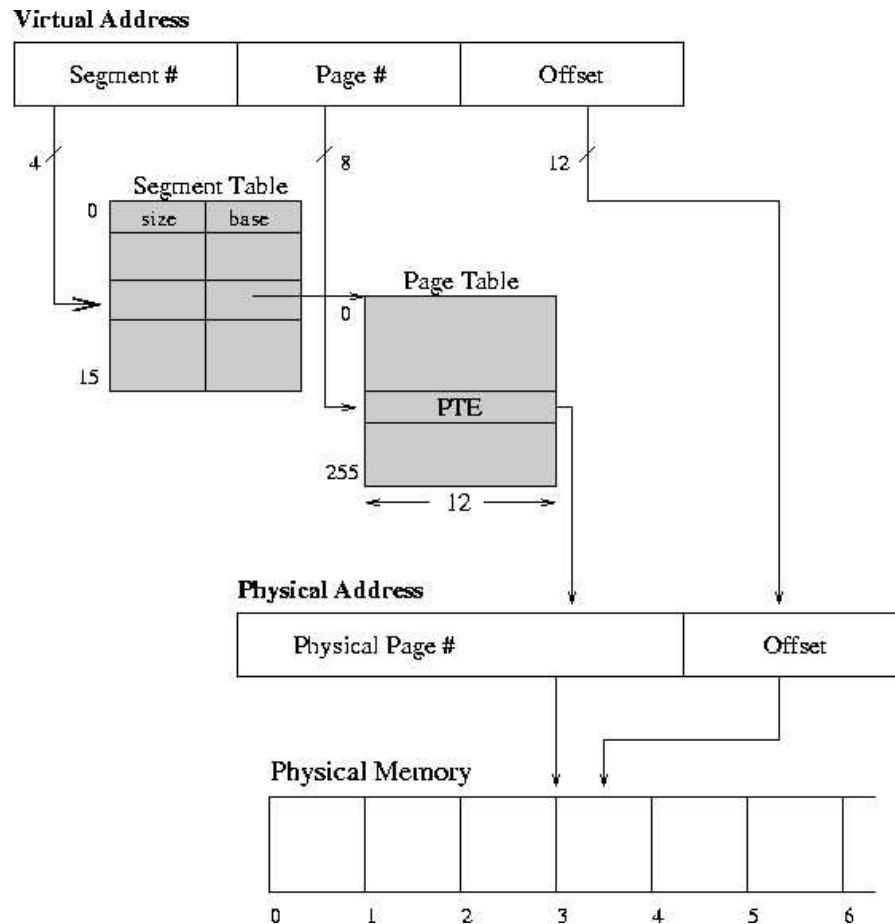 Virtual Address
Segment # Page # Offset
4 8 12
Segment Table
0 size base
Page Table
0
15
PTE
255
12
Physical Address
Physical Page # Offset
Physical Memory
0 1 2 3 4 5 6